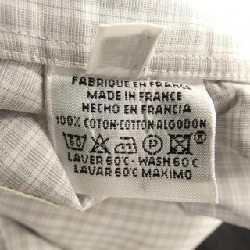 FABRIQUE EN FRANCE
MADE IN FRANCE
HECHO EN FRANCIA
100% COTON-COTTON ALGODON
LAVER 60°C - WASH 60°C
LAVAR 60°C MAXIMO